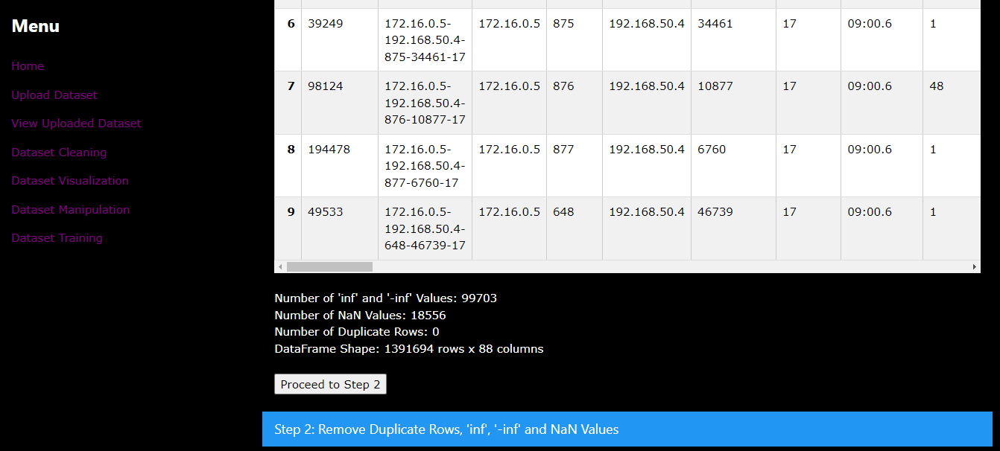 Menu
Home
Upload Dataset
View Uploaded Dataset
Dataset Cleaning
Dataset Visualization
Dataset Manipulation
Dataset Training
6 39249 172.16.0.5-192.168.50.4-875-34461-17 172.16.0.5 875 192.168.50.4 34461 17 09:00.6 1
7 98124 172.16.0.5-192.168.50.4-876-10877-17 172.16.0.5 876 192.168.50.4 10877 17 09:00.6 48
8 194478 172.16.0.5-192.168.50.4-877-6760-17 172.16.0.5 877 192.168.50.4 6760 17 09:00.6 1
9 49533 172.16.0.5-192.168.50.4-648-46739-17 172.16.0.5 648 192.168.50.4 46739 17 09:00.6 1
Number of 'inf' and '-inf' Values: 99703
Number of NaN Values: 18556
Number of Duplicate Rows: 0
DataFrame Shape: 1391694 rows x 88 columns
Proceed to Step 2
Step 2: Remove Duplicate Rows, 'inf', '-inf' and NaN Values